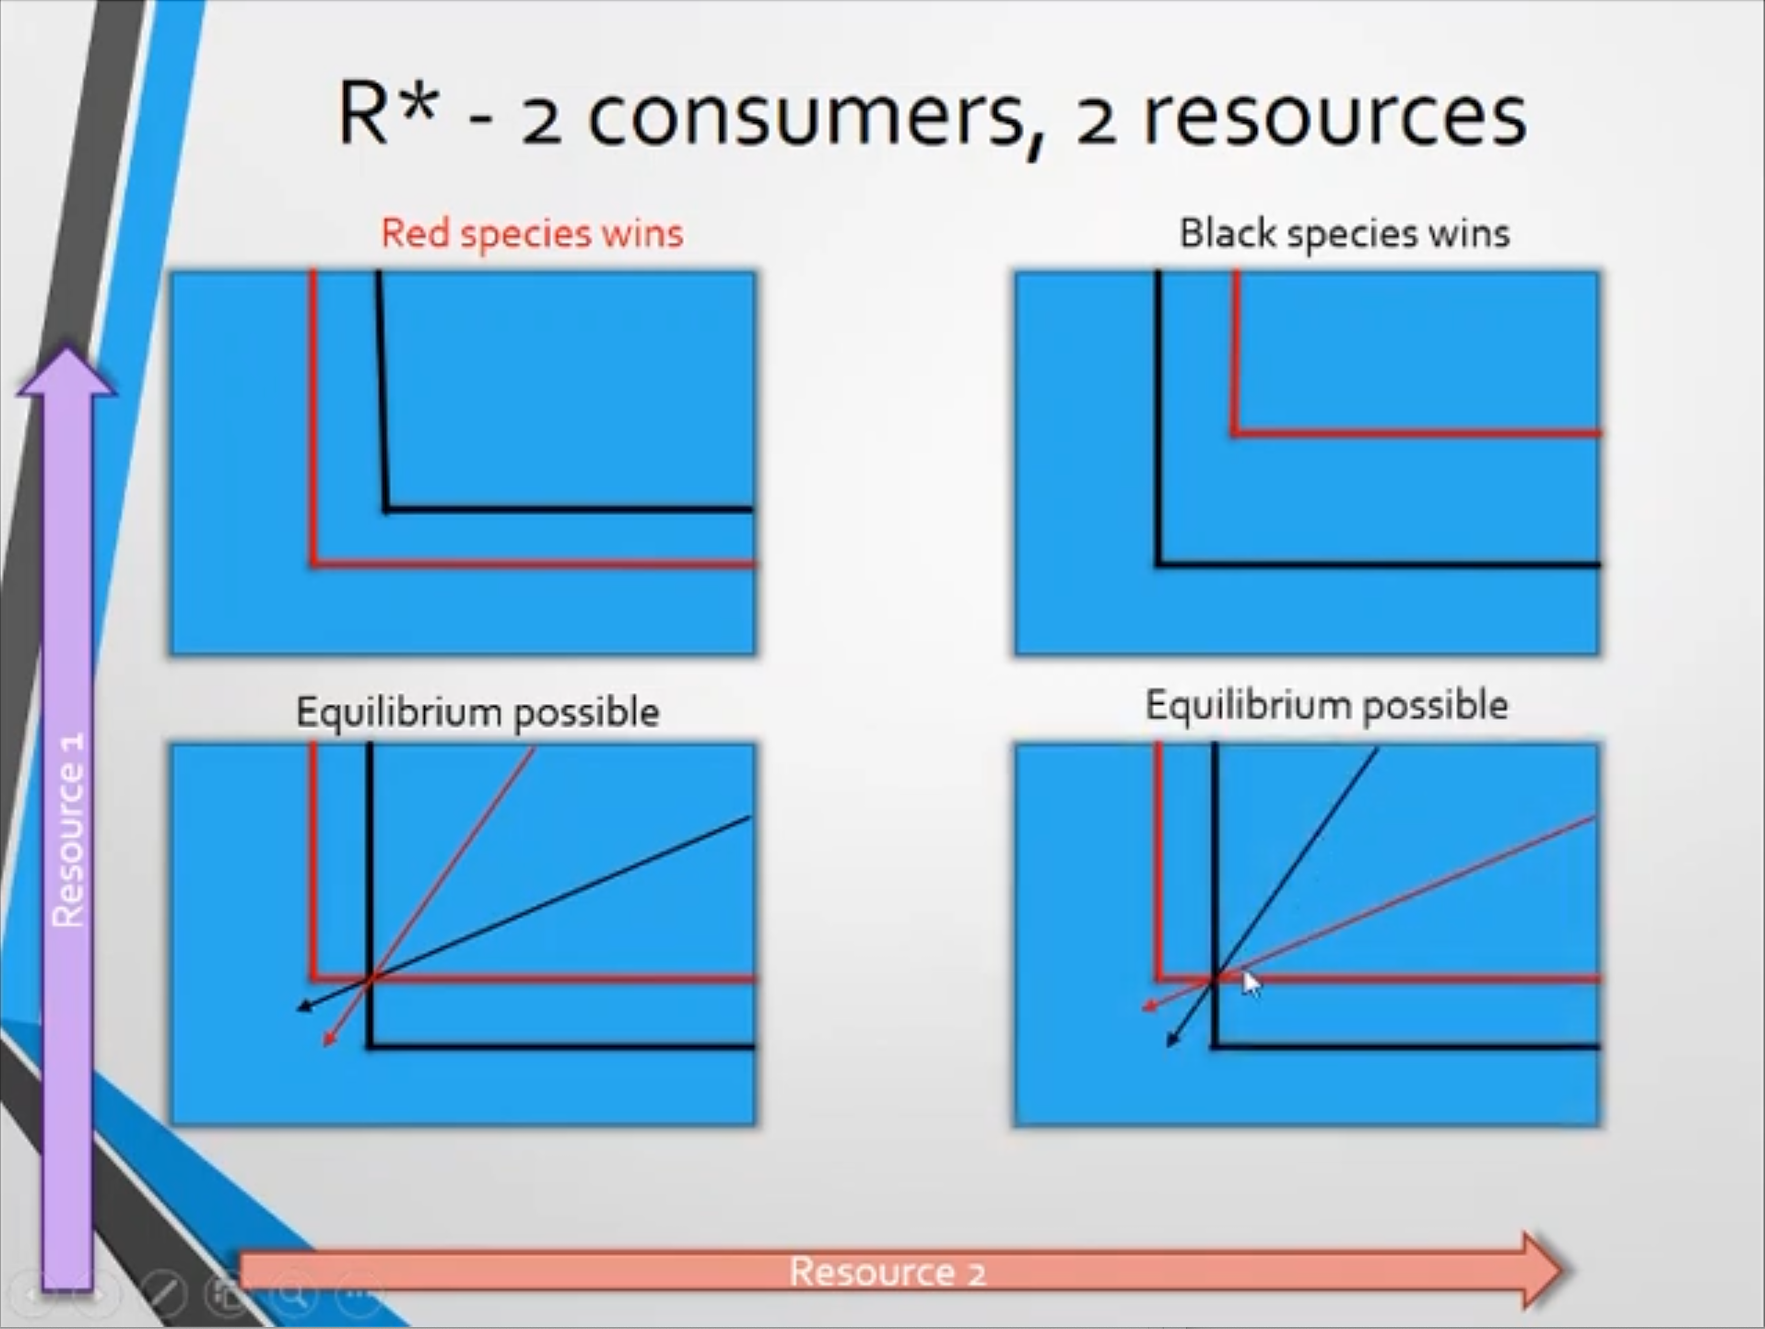 R* - 2 consumers, 2 resources
Red species wins
Black species wins
Equilibrium possible
Equilibrium possible
Resource 1
Resource 2